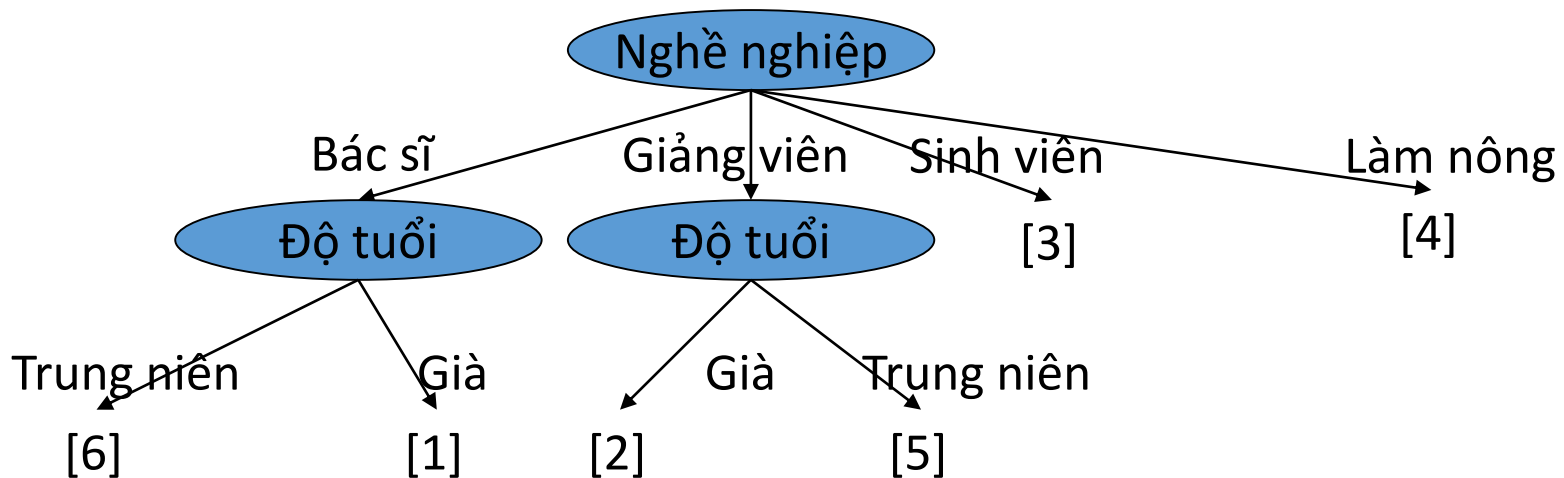 Nghề nghiệp
Bác sĩ
Giảng viên
Sinh viên
Làm nông
Độ tuổi
Độ tuổi
[3]
[4]
Trung niên
Già
Già
Trung niên
[6]
[1]
[2]
[5]